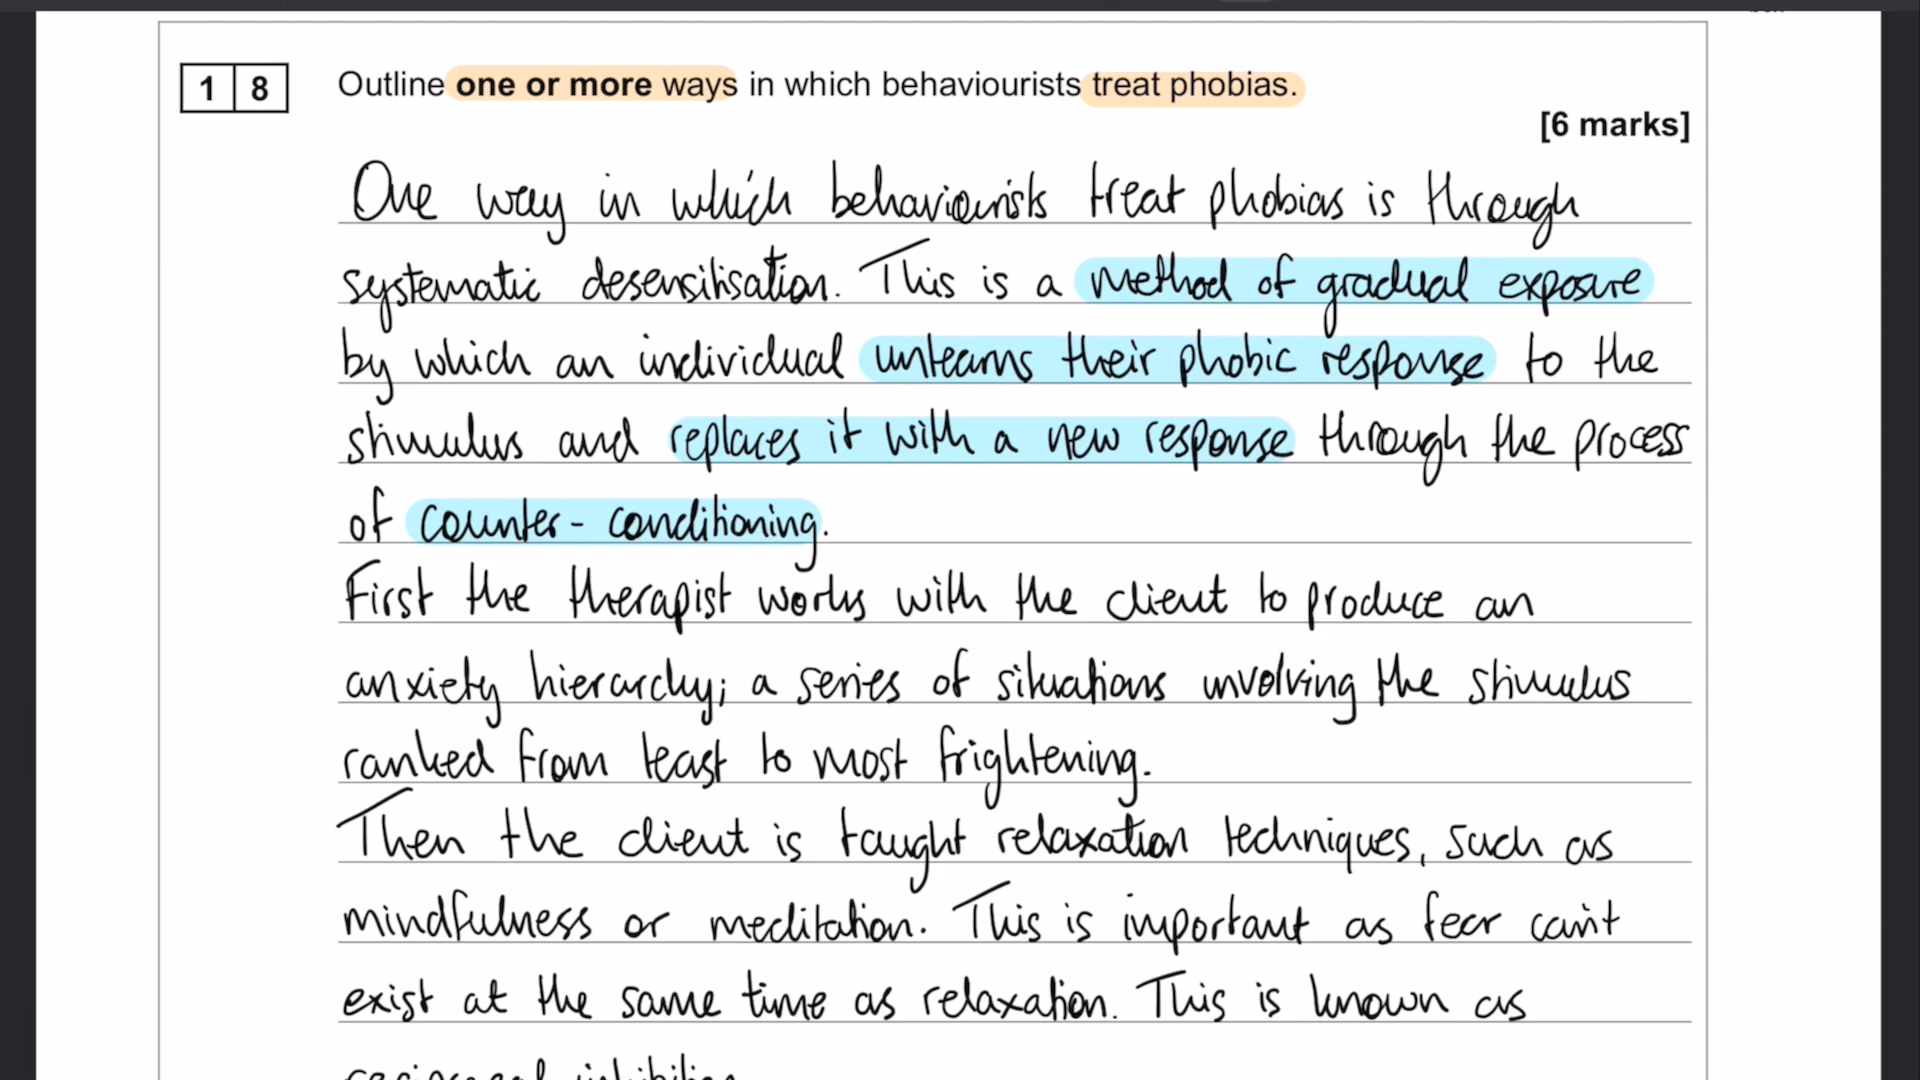 18 Outline one or more ways in which behaviourists treat phobias.
[6 marks]
One way in which behaviourists treat phobias is through
systematic desensitisation. This is a method of gradual exposure
by which an individual unlearns their phobic response to the
stimulus and replaces it with a new response through the process
of counter-conditioning.
First the therapist works with the client to produce an
anxiety hierarchy; a series of situations involving the stimulus
ranked from least to most frightening.
Then the client is taught relaxation techniques, such as
mindfulness or meditation. This is important as fear can't
exist at the same time as relaxation. This is known as
reciprocal inhibition